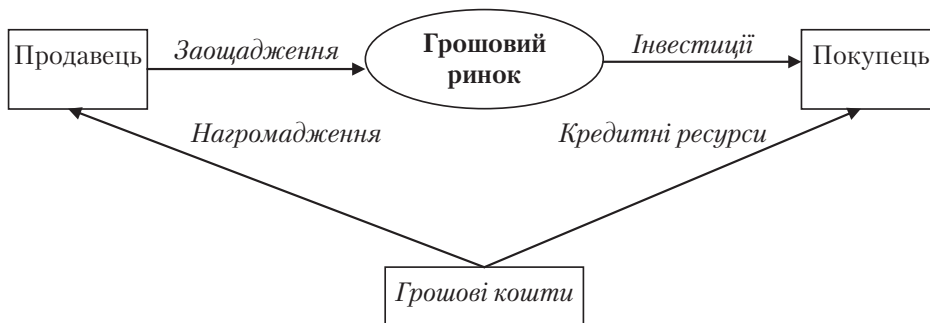 Продавець
Заощадження
Грошовий
ринок
Інвестиції
Покупець
Нагромадження
Кредитні ресурси
Грошові кошти